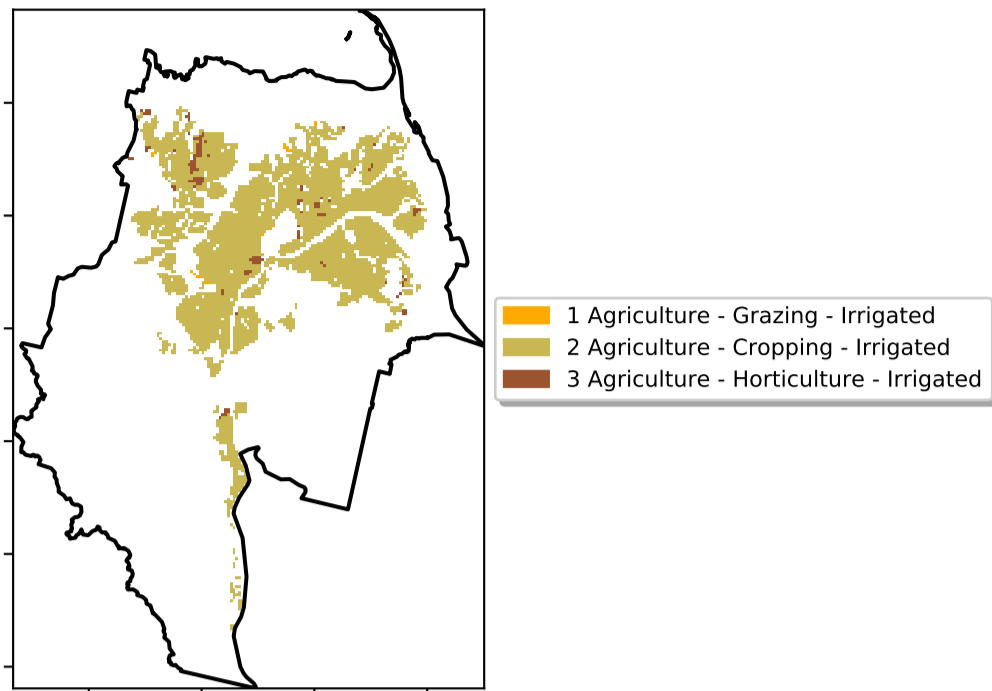 1 Agriculture - Grazing - Irrigated
2 Agriculture - Cropping - Irrigated
3 Agriculture - Horticulture - Irrigated